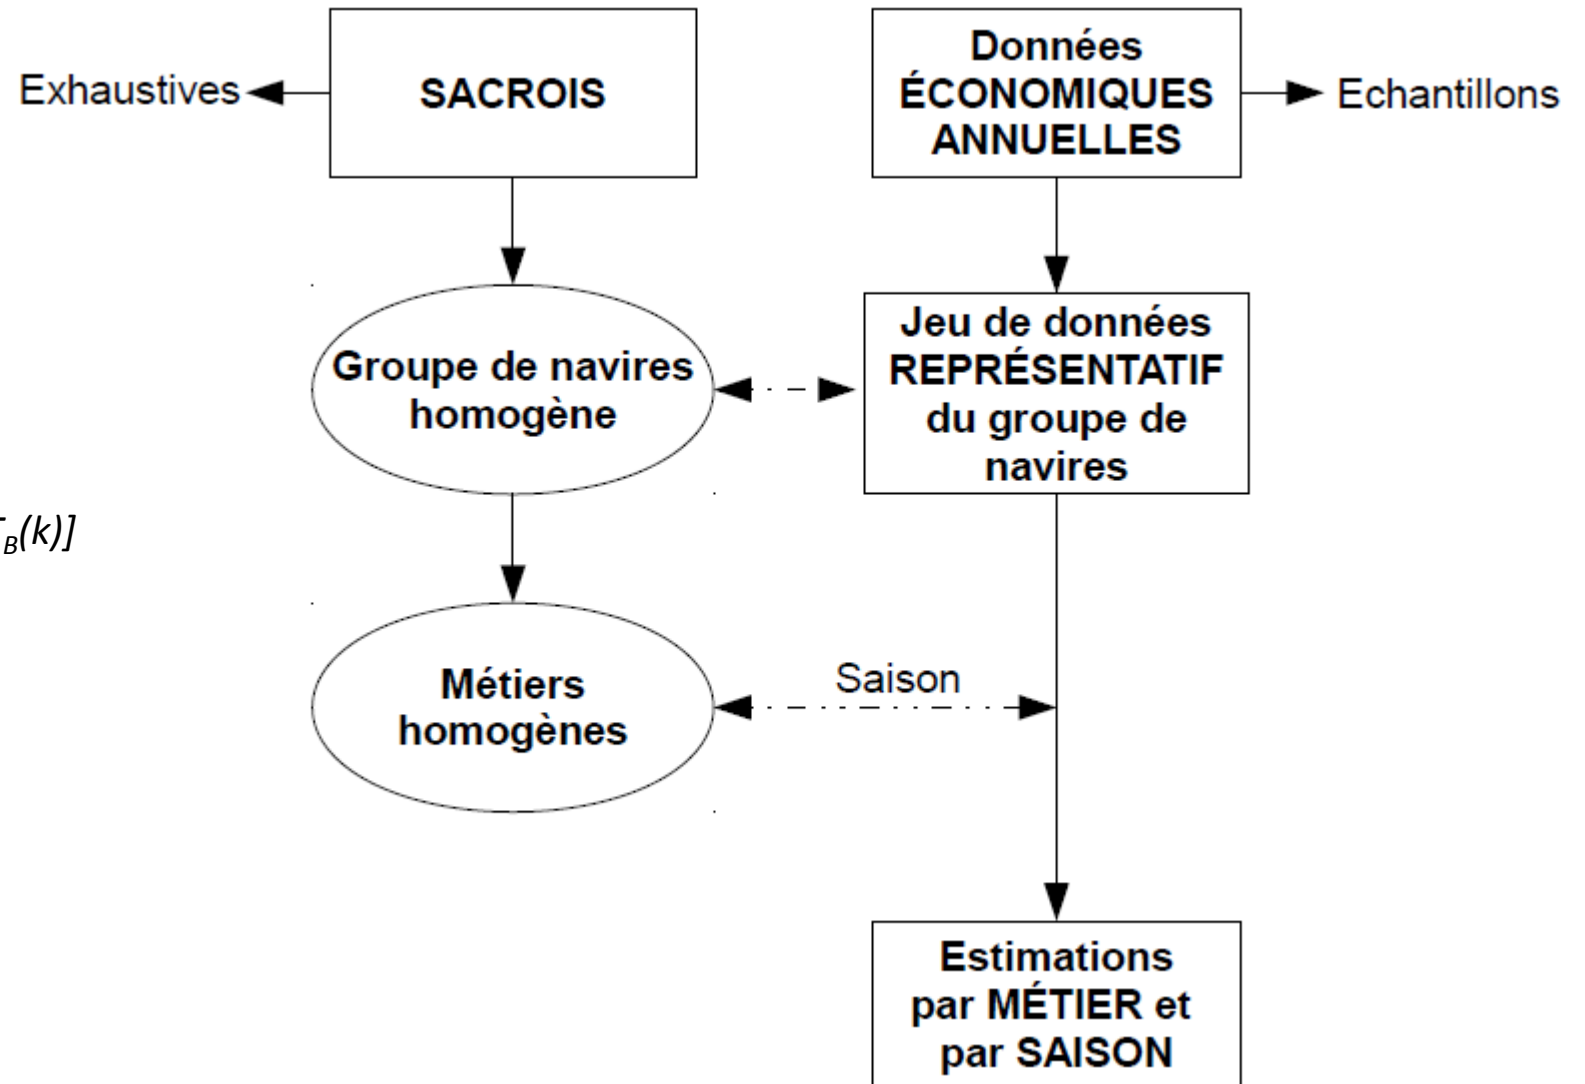 Exhaustives
SACROIS
Données
ÉCONOMIQUES
ANNUELLES
Echantillons
Groupe de navires
homogène
Jeu de données
REPRÉSENTATIF
du groupe de
navires
B(k)]
Métiers
homogènes
Saison
Estimations
par MÉTIER et
par SAISON